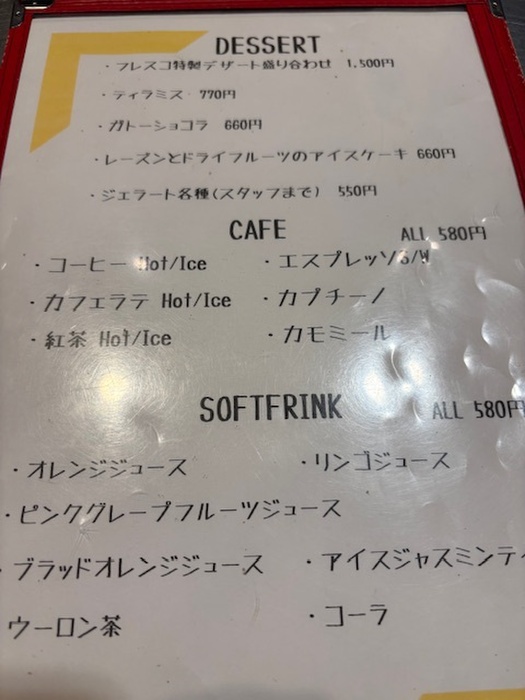 DESSERT
・フレスコ特製デザート盛り合わせ 1,500円
・ティラミス 770円
・ガトーショコラ 660円
・レーズンとドライフルーツのアイスケーキ 660円
・ジェラート各種(スタッフまで) 550円
CAFE ALL 580円
・コーヒー Hot/Ice ・エスプレッソS/W
・カフェラテ Hot/Ice ・カプチーノ
・紅茶 Hot/Ice ・カモミール
SOFTFRINK ALL 580円
・オレンジジュース ・リンゴジュース
・ピンクグレープフルーツジュース
・ブラッドオレンジジュース ・アイスジャスミンティ
ウーロン茶 ・コーラ